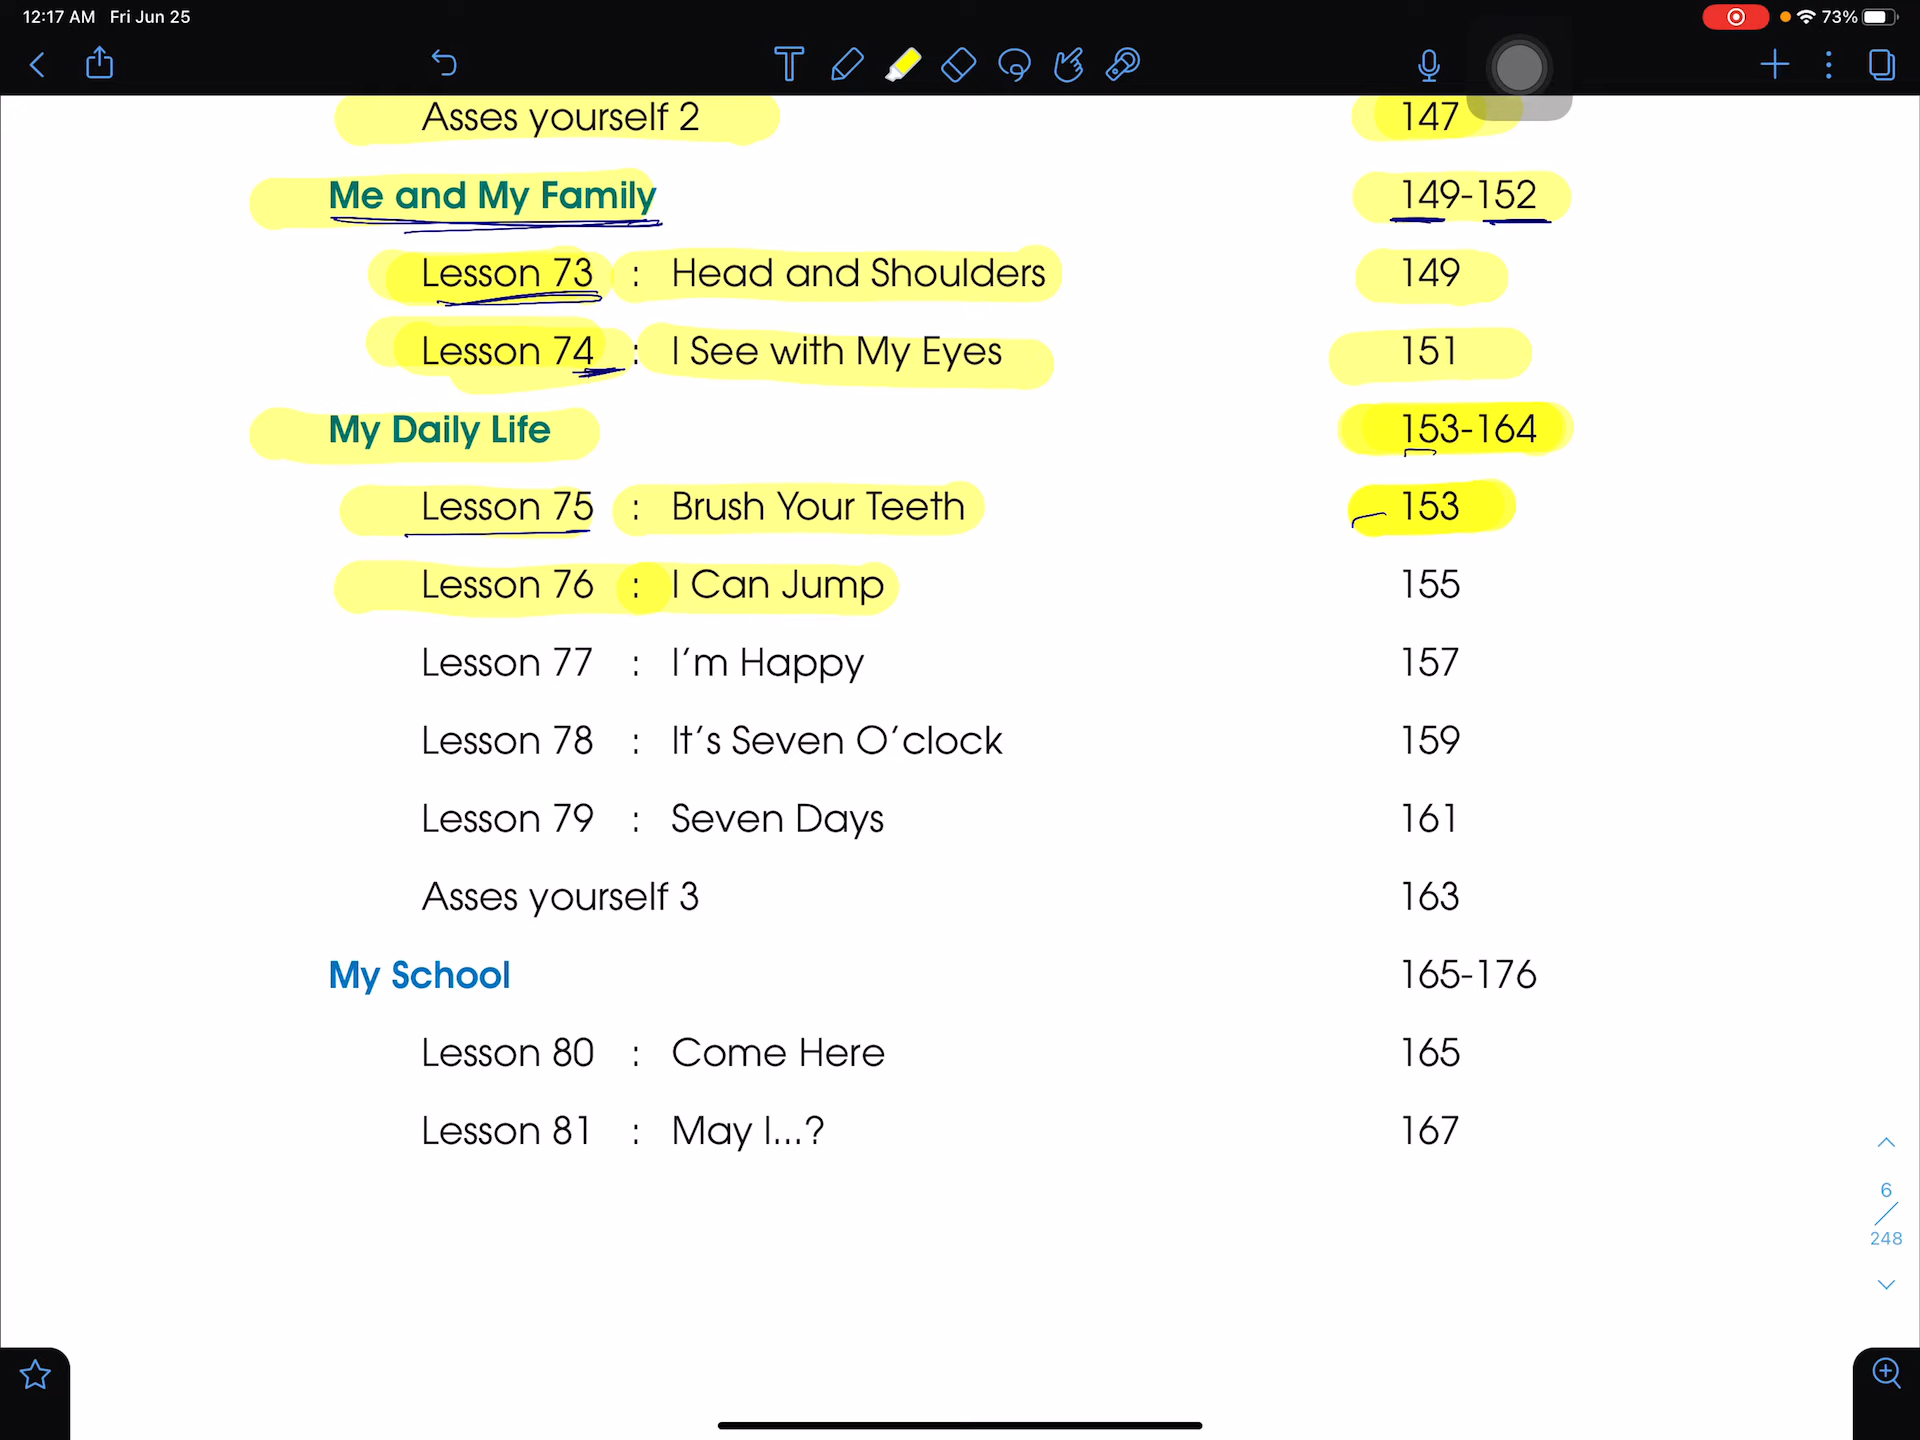 12:17 AM Fri Jun 25 73%
Asses yourself 2 147
Me and My Family 149-152
Lesson 73 : Head and Shoulders 149
Lesson 74 : I See with My Eyes 151
My Daily Life 153-164
Lesson 75 : Brush Your Teeth 153
Lesson 76 : I Can Jump 155
Lesson 77 : I’m Happy 157
Lesson 78 : It’s Seven O’clock 159
Lesson 79 : Seven Days 161
Asses yourself 3 163
My School 165-176
Lesson 80 : Come Here 165
Lesson 81 : May I...? 167
6
248